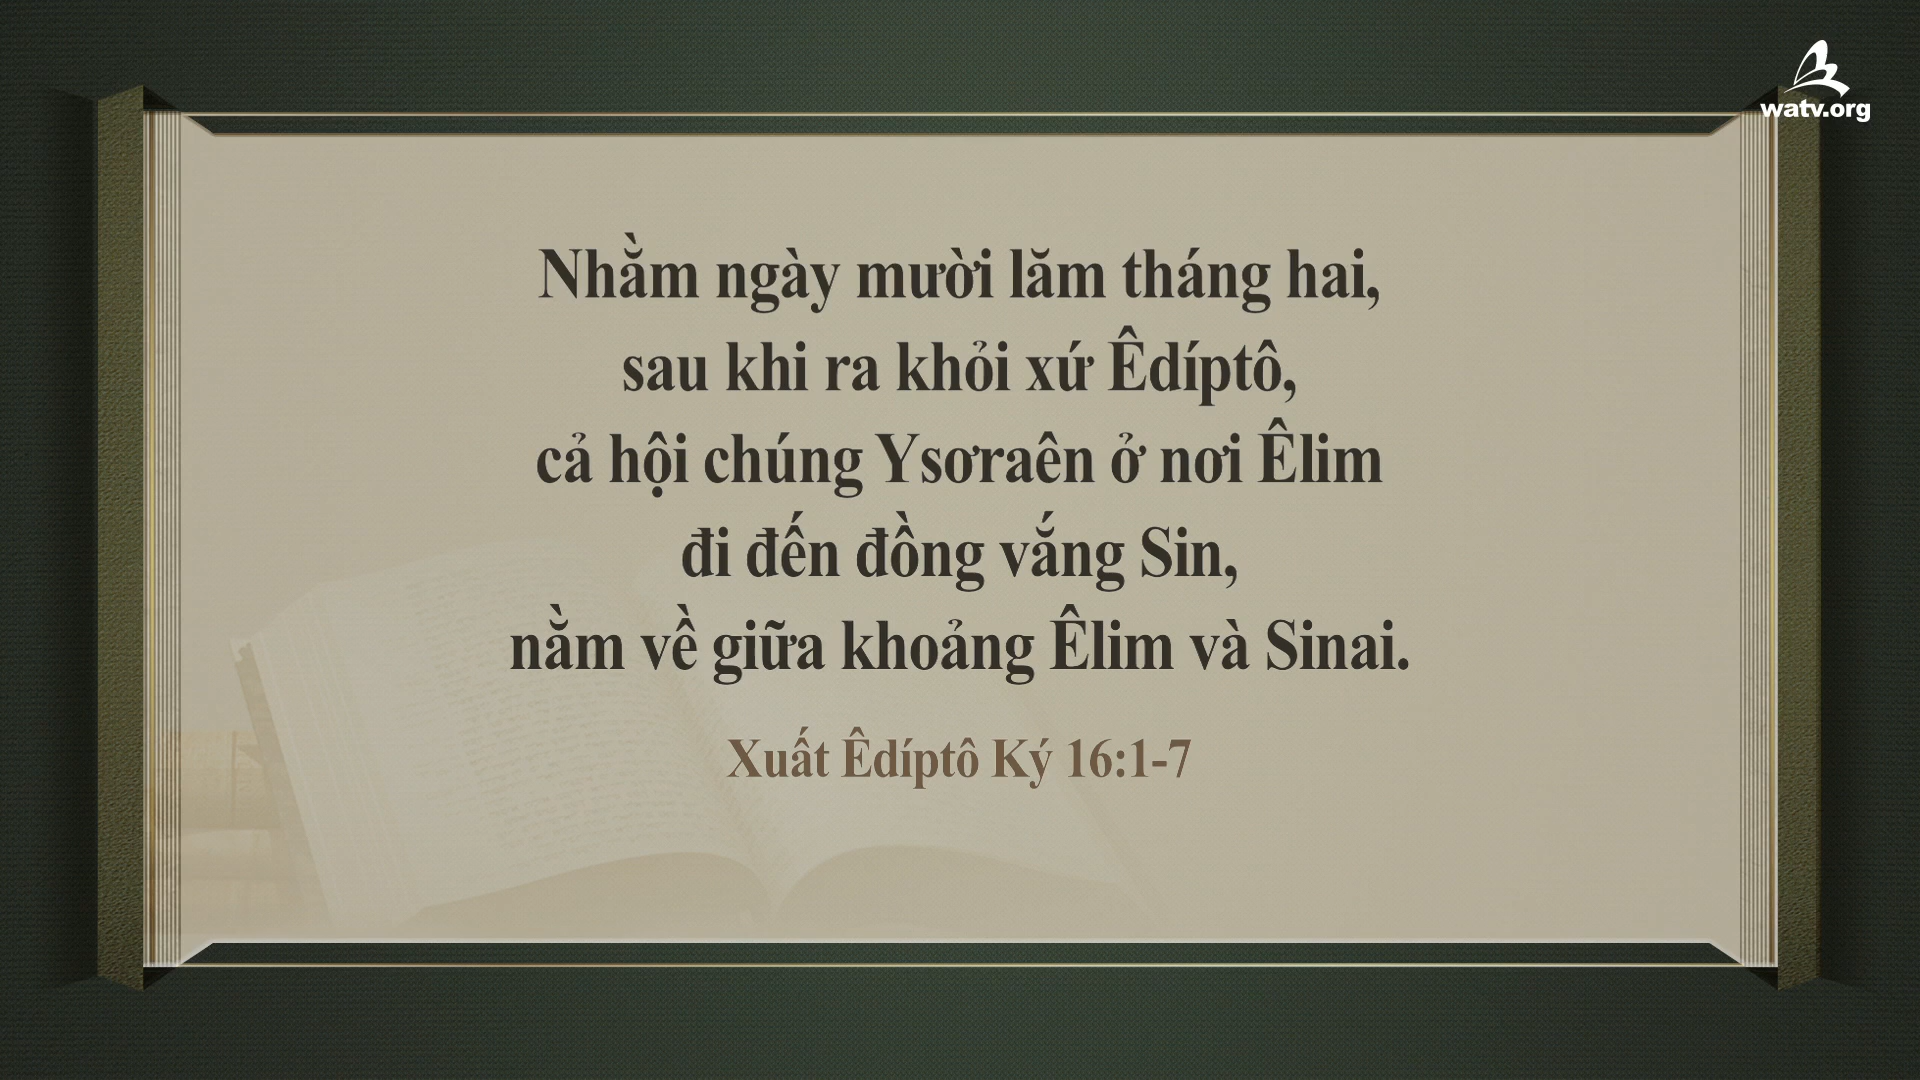 watv.org
Nhằm ngày mười lăm tháng hai,
sau khi ra khỏi xứ Êdíptô,
cả hội chúng Ysơraên ở nơi Êlim
đi đến đồng vắng Sin,
nằm về giữa khoảng Êlim và Sinai.
Xuất Êdíptô Ký 16:1-7